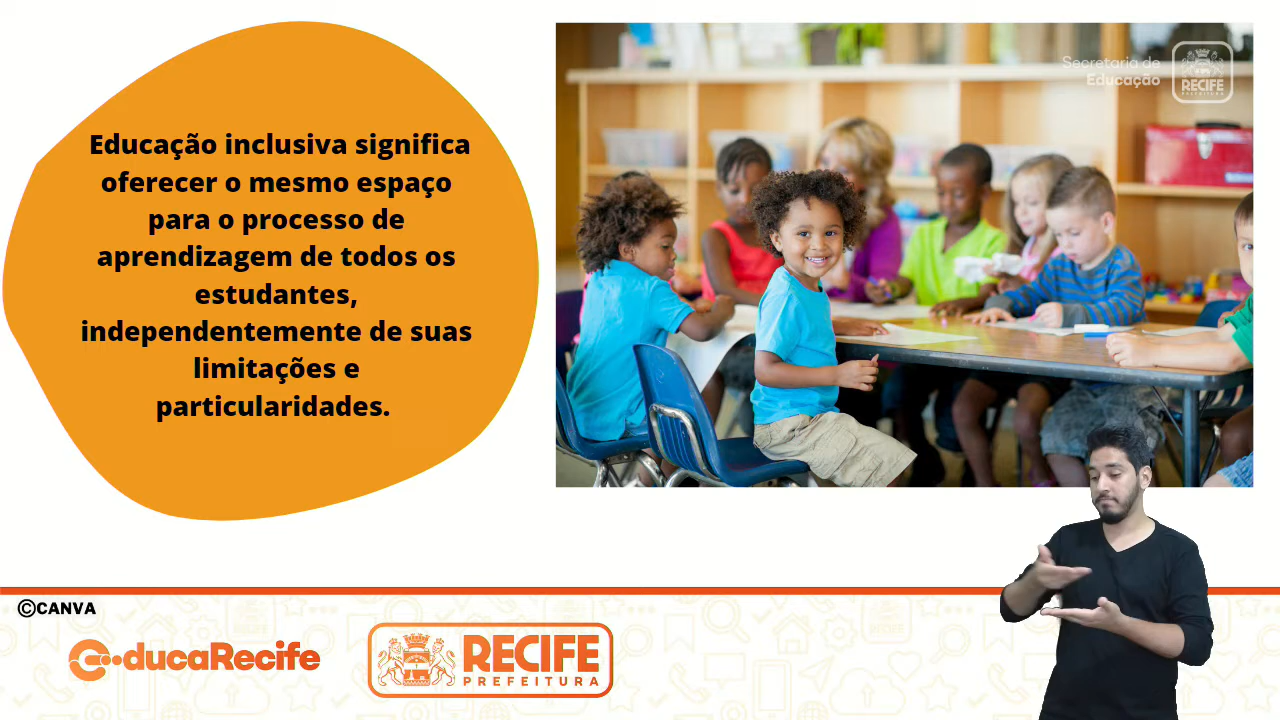 Educação inclusiva significa
oferecer o mesmo espaço
para o processo de
aprendizagem de todos os
estudantes,
independentemente de suas
limitações e
particularidades.
Secretaria de
Educação
RECIFE
PREFEITURA
©CANVA
EducaRecife
RECIFE
PREFEITURA